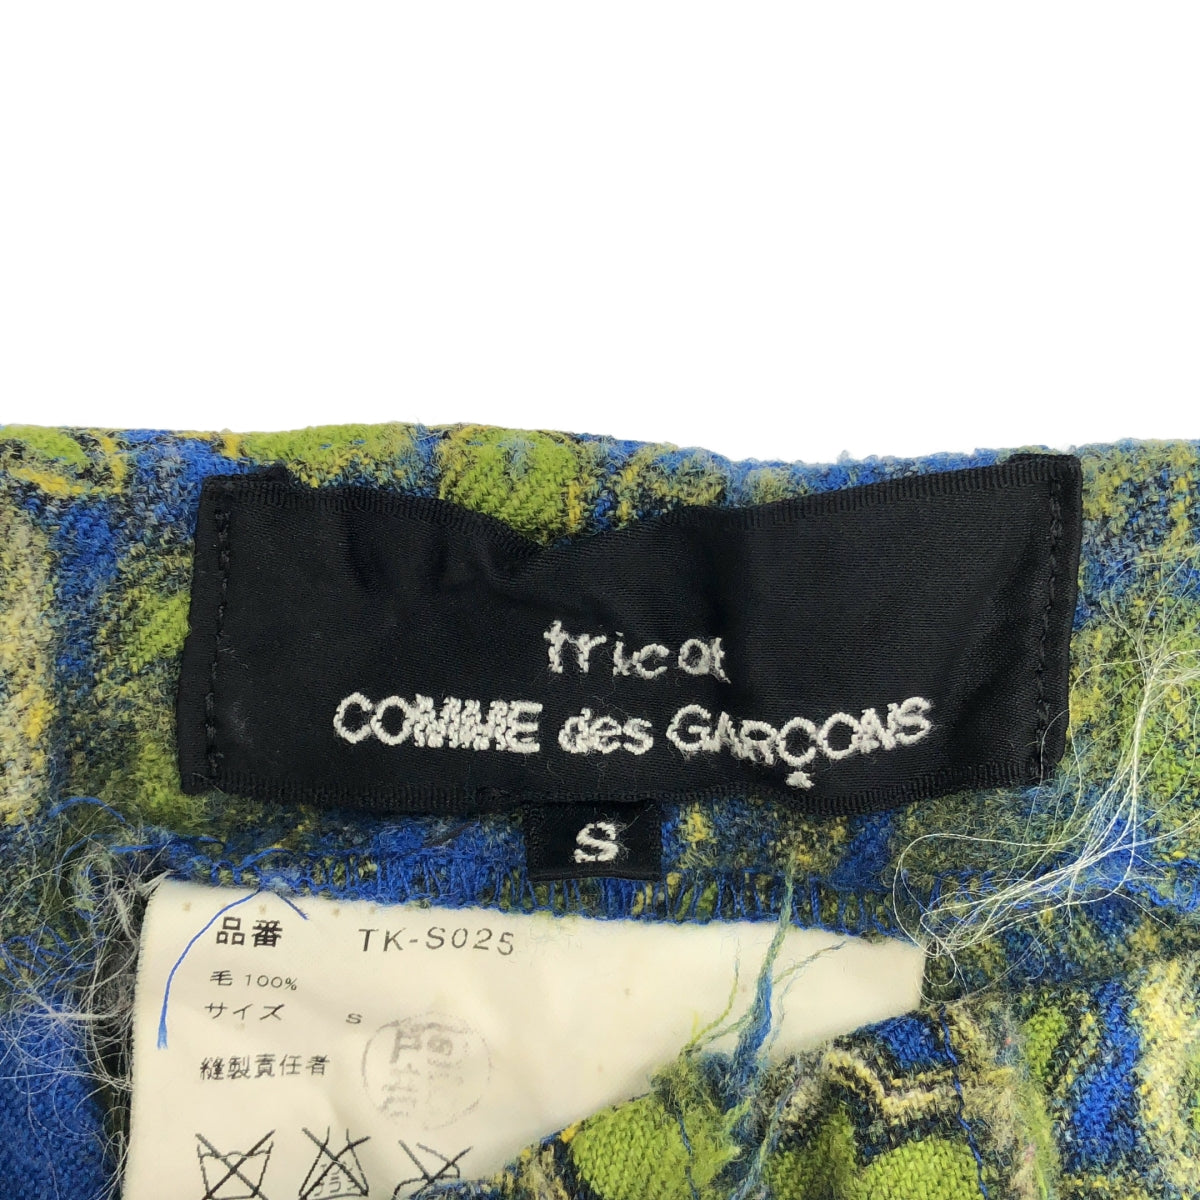 tricot
COMME des GARÇONS
S
品番 TK-S025
毛 100%
サイズ S
縫製責任者